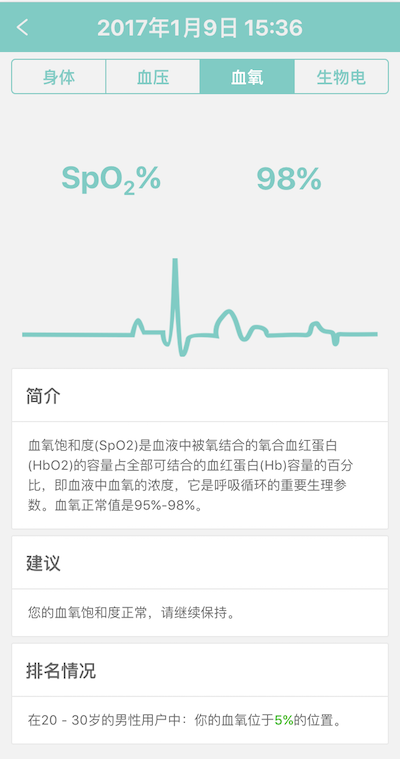 2017年1月9日 15:36
身体 血压 血氧 生物电
SpO₂% 98%
简介
血氧饱和度(SpO2)是血液中被氧结合的氧合血红蛋白
(HbO2)的容量占全部可结合的血红蛋白(Hb)容量的百分
比，即血液中血氧的浓度，它是呼吸循环的重要生理参
数。血氧正常值是95%-98%。
建议
您的血氧饱和度正常，请继续保持。
排名情况
在20 - 30岁的男性用户中：你的血氧位于5%的位置。